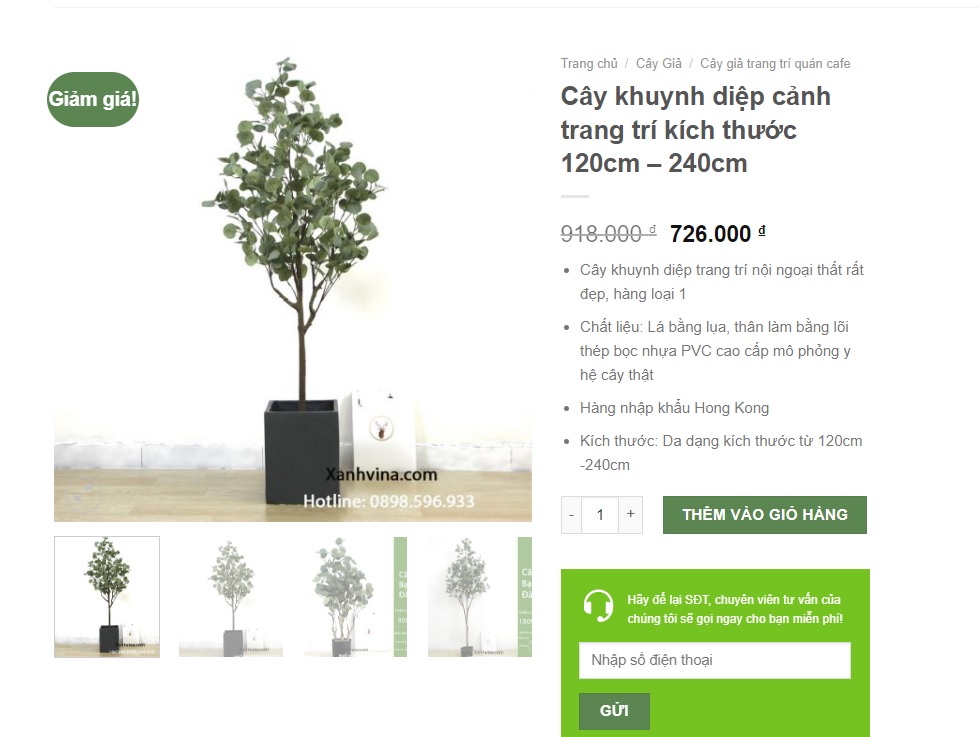 Giảm giá!
Xanhvina.com
Hotline: 0898.596.933
Trang chủ / Cây Giả / Cây giả trang trí quán cafe
Cây khuynh diệp cảnh
trang trí kích thước
120cm – 240cm
918.000 ₫ 726.000 ₫
Cây khuynh diệp trang trí nội ngoại thất rất
đẹp, hàng loại 1
Chất liệu: Lá bằng lụa, thân làm bằng lõi
thép bọc nhựa PVC cao cấp mô phỏng y
hệ cây thật
Hàng nhập khẩu Hong Kong
Kích thước: Da dạng kích thước từ 120cm
-240cm
- 1 + THÊM VÀO GIỎ HÀNG
Hãy để lại SĐT, chuyên viên tư vấn của
chúng tôi sẽ gọi ngay cho bạn miễn phí!
Nhập số điện thoại
GỬI